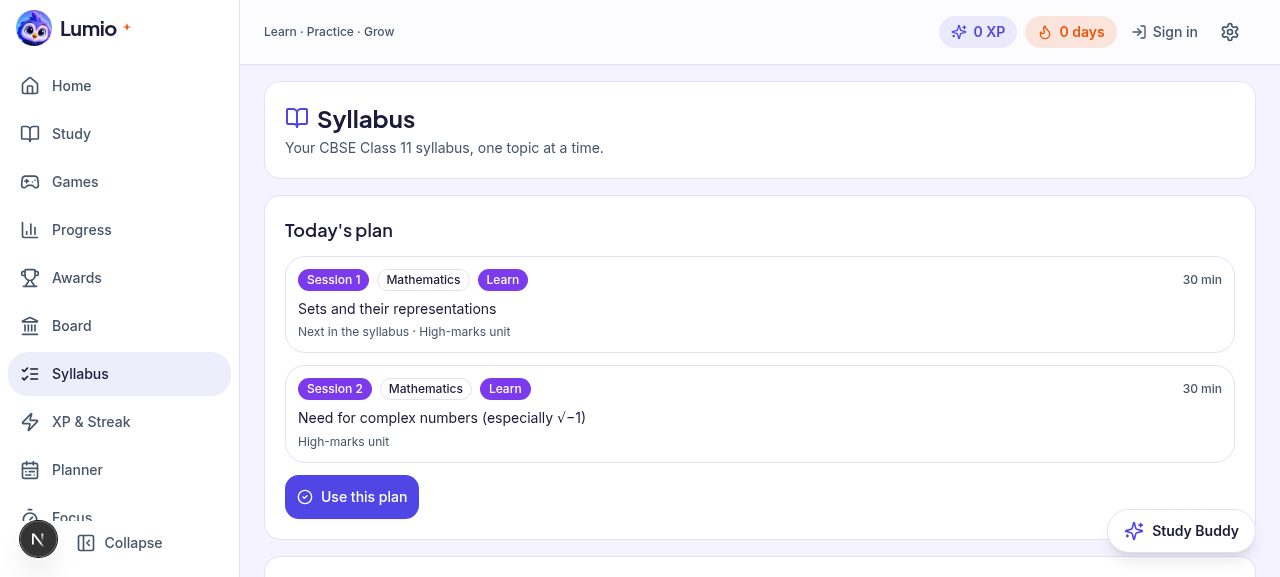 Lumio
Learn · Practice · Grow
0 XP
0 days
Sign in
Home
Study
Games
Progress
Awards
Board
Syllabus
XP & Streak
Planner
Focus
N
Collapse
Syllabus
Your CBSE Class 11 syllabus, one topic at a time.
Today's plan
Session 1 Mathematics Learn 30 min
Sets and their representations
Next in the syllabus · High-marks unit
Session 2 Mathematics Learn 30 min
Need for complex numbers (especially √−1)
High-marks unit
Use this plan
Study Buddy